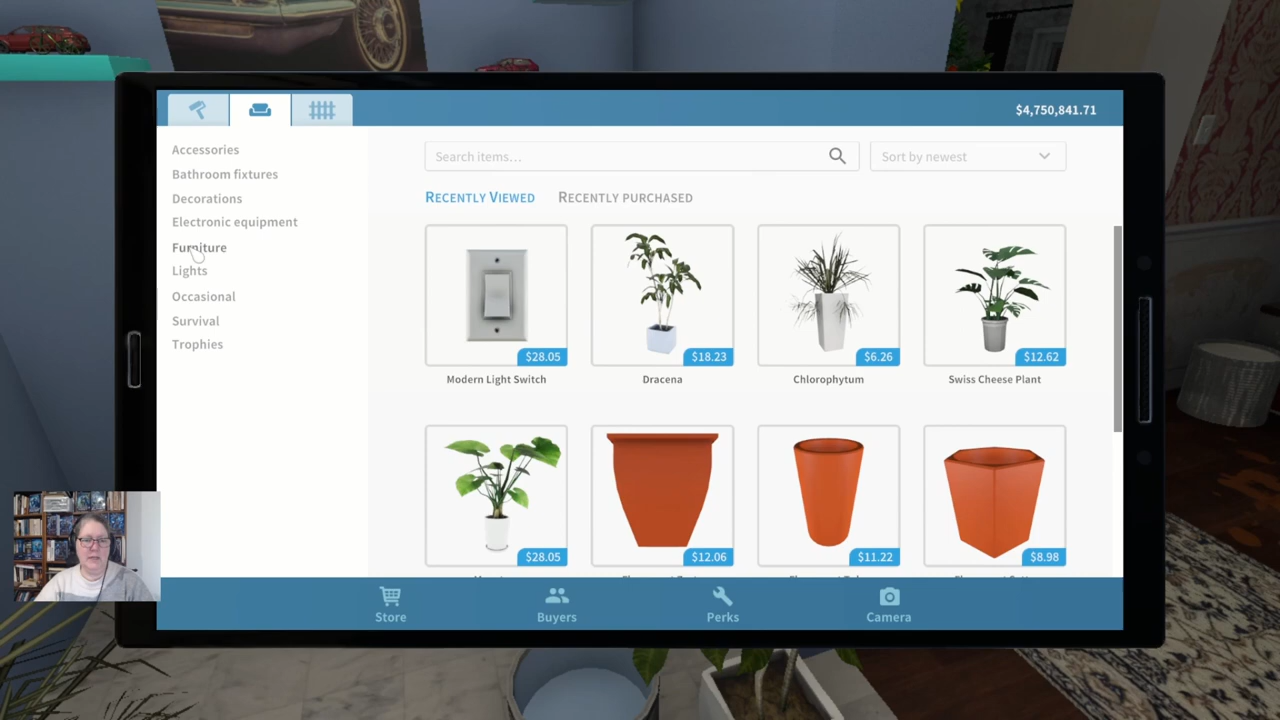 $4,750,841.71
Accessories
Bathroom fixtures
Decorations
Electronic equipment
Furniture
Lights
Occasional
Survival
Trophies
Search items...
Sort by newest
RECENTLY VIEWED
RECENTLY PURCHASED
$28.05
$18.23
$6.26
$12.62
Modern Light Switch
Dracena
Chlorophytum
Swiss Cheese Plant
$28.05
$12.06
$11.22
$8.98
Store
Buyers
Perks
Camera